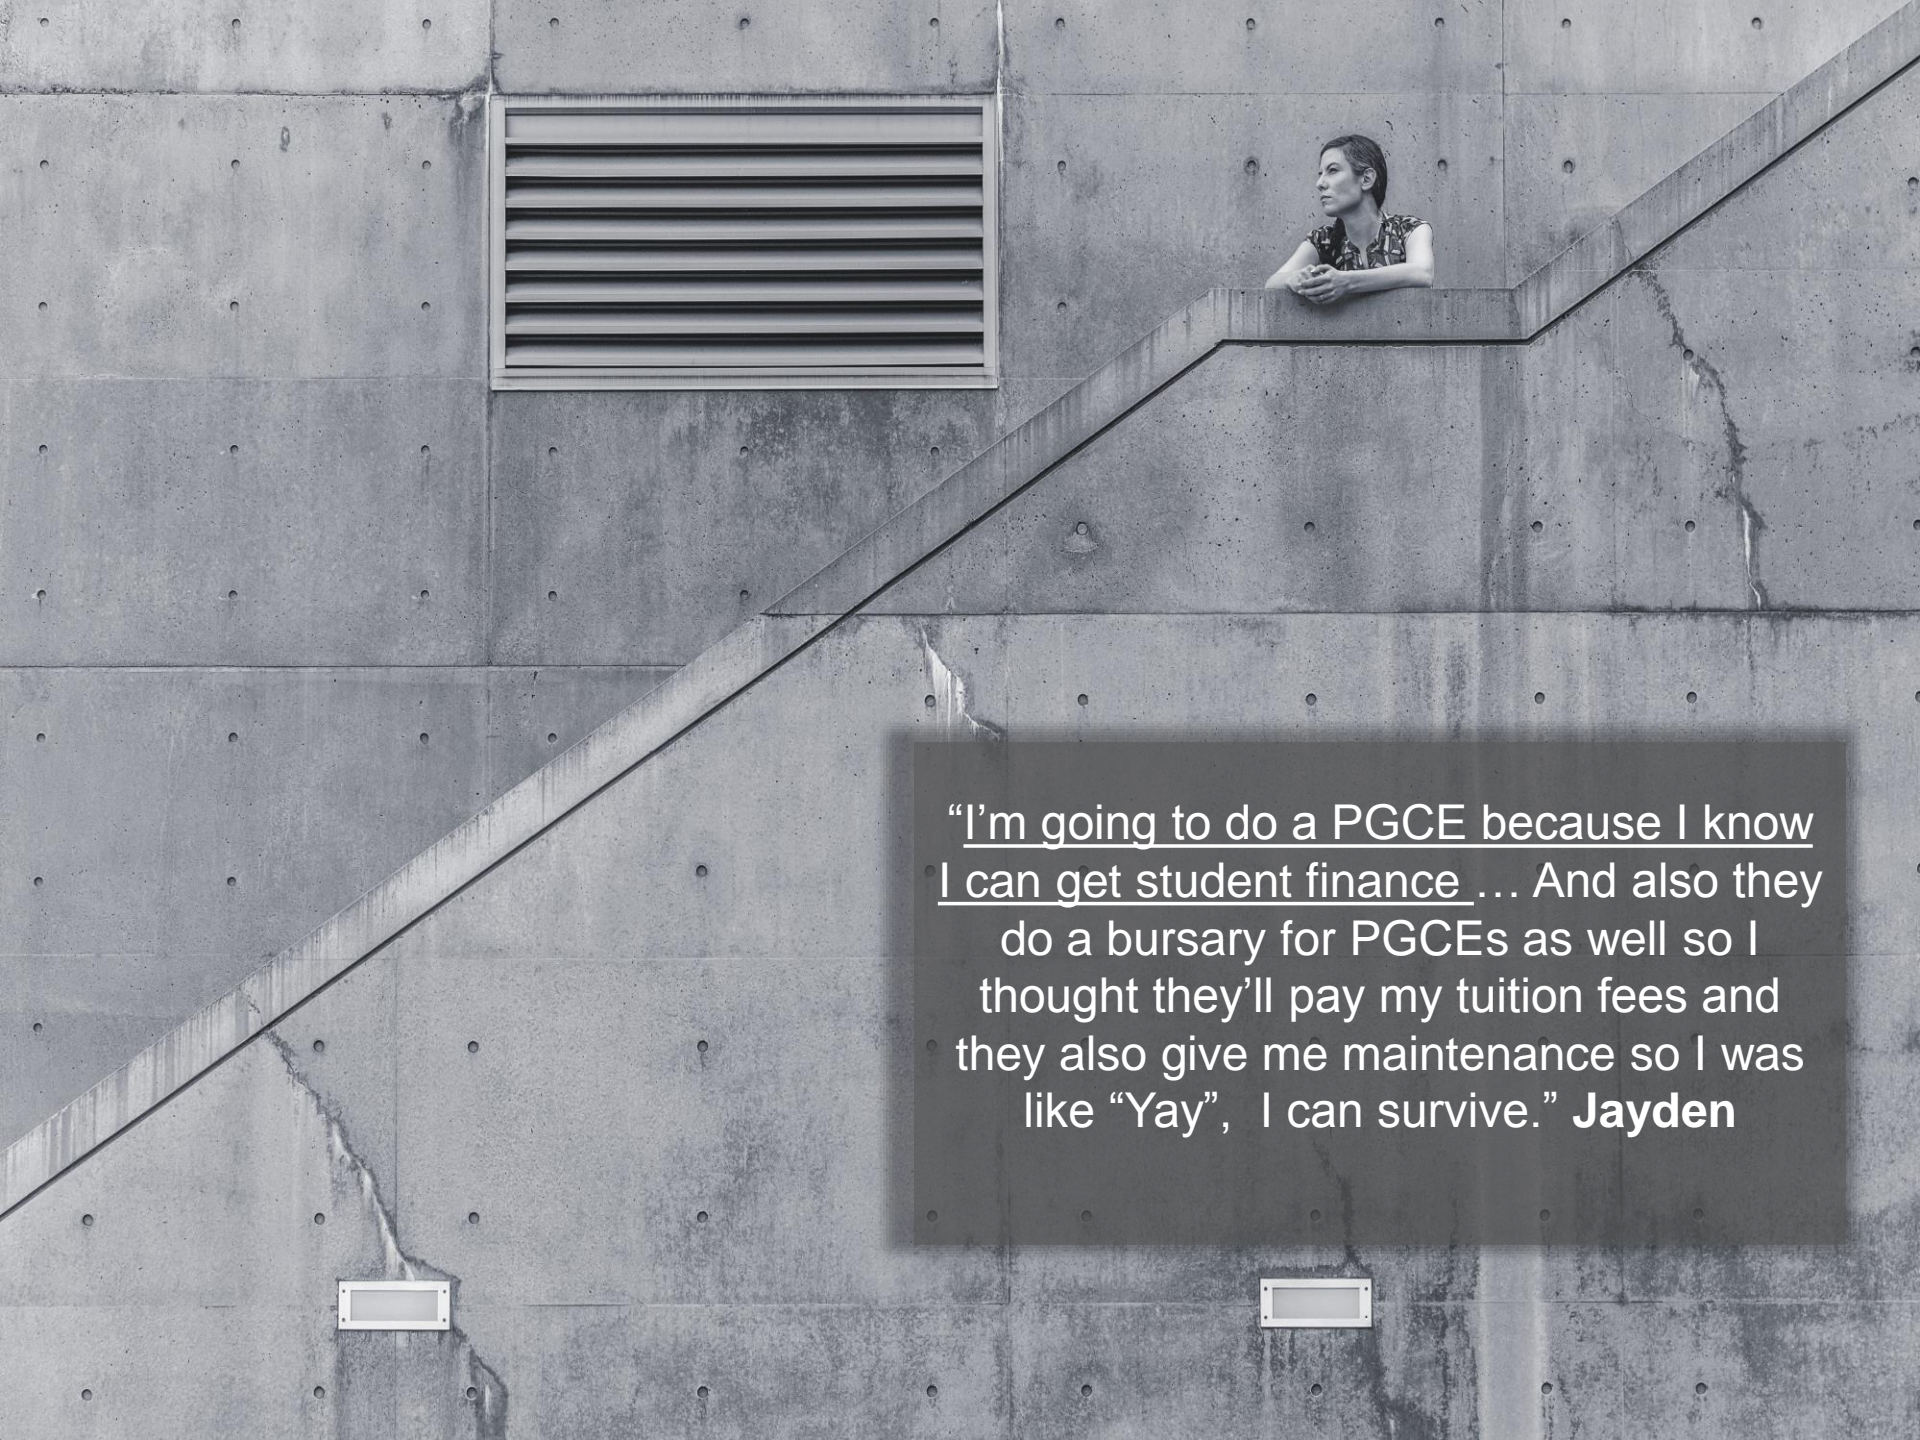 “I’m going to do a PGCE because I know
I can get student finance … And also they
do a bursary for PGCEs as well so I
thought they’ll pay my tuition fees and
they also give me maintenance so I was
like “Yay”, I can survive.” Jayden